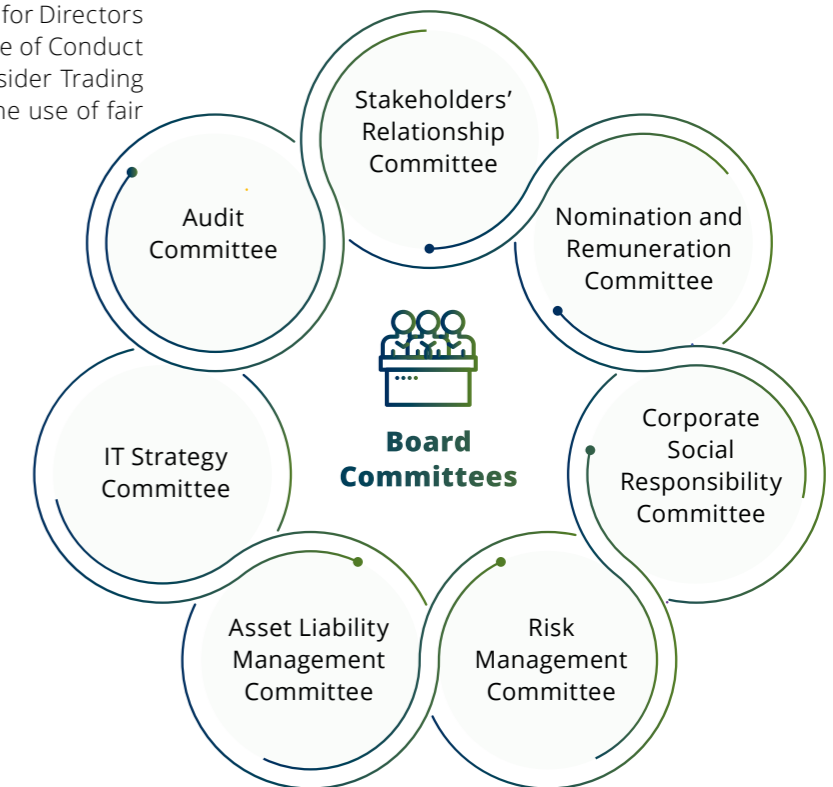 for Directors
e of Conduct
sider Trading
ne use of fair
Stakeholders’
Relationship
Committee
Audit
Committee
Nomination and
Remuneration
Committee
Board
Committees
IT Strategy
Committee
Corporate
Social
Responsibility
Committee
Asset Liability
Management
Committee
Risk
Management
Committee